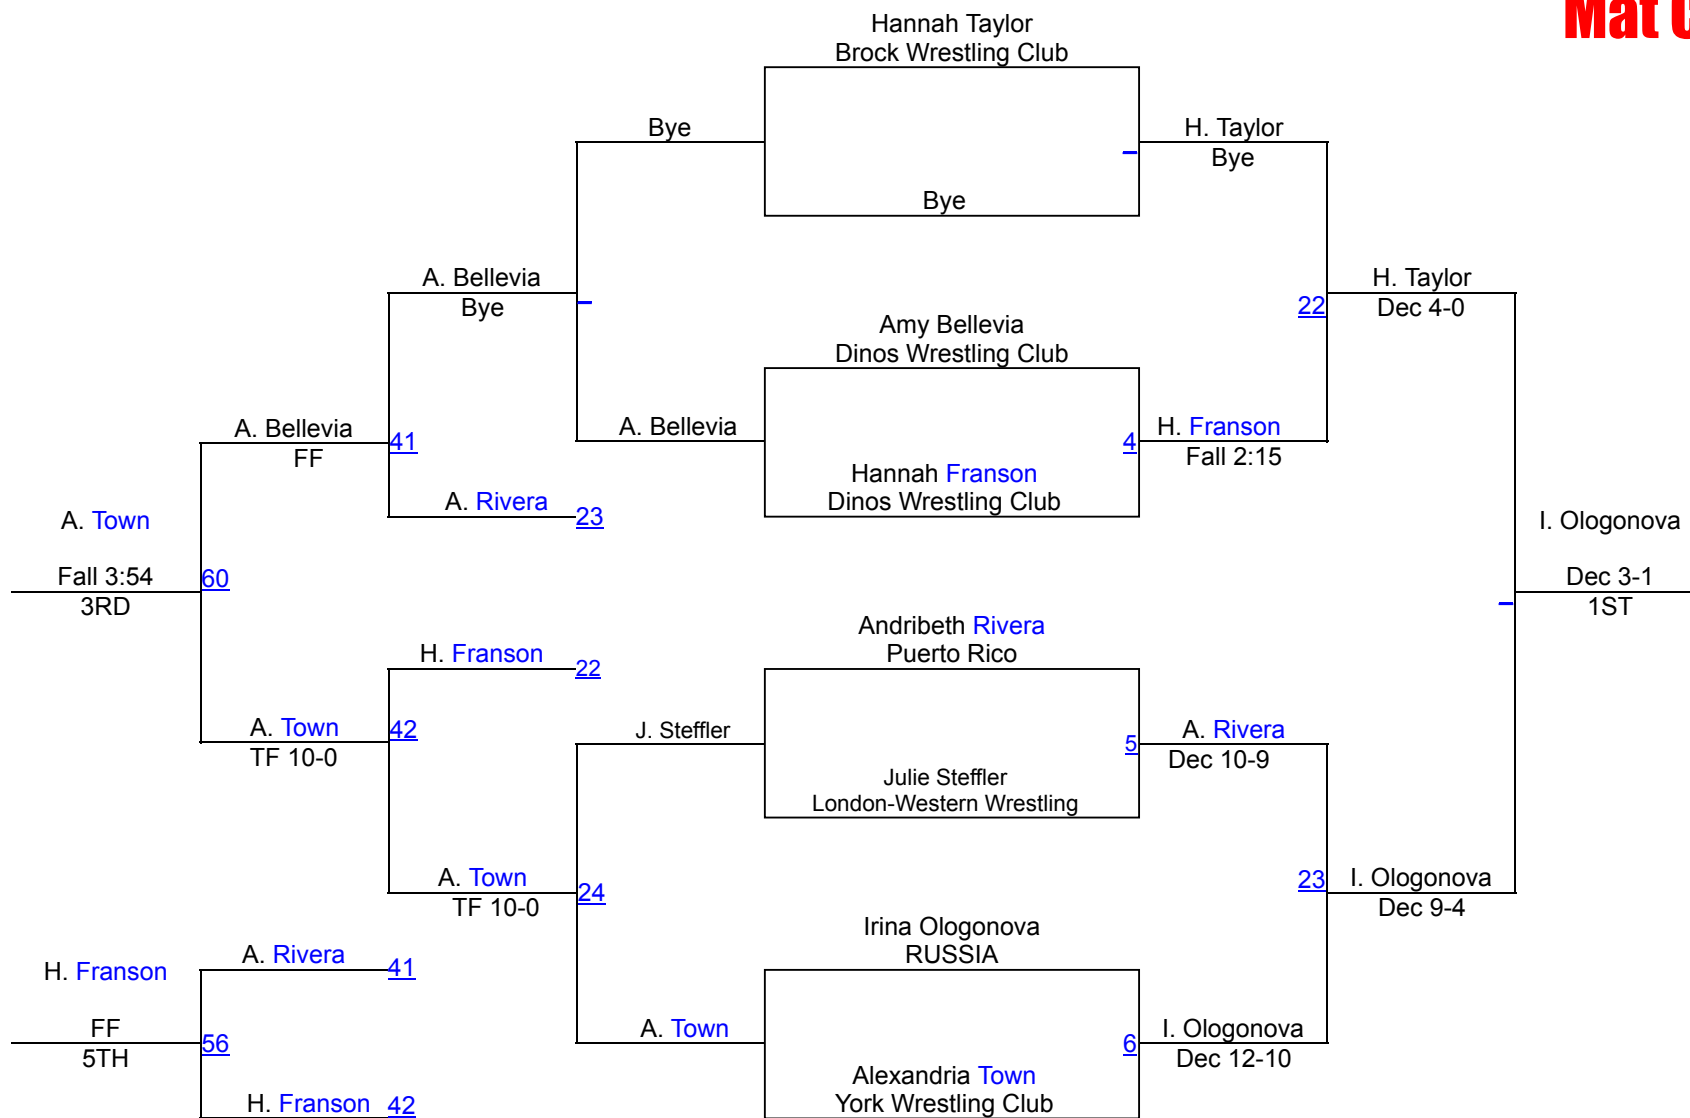 Mat
Hannah Taylor
Brock Wrestling Club
Bye
H. Taylor
Bye
Bye
A. Bellevia
Bye
H. Taylor
Dec 4-0
22
Amy Bellevia
Dinos Wrestling Club
A. Bellevia
FF
41
A. Bellevia
4
H. Franson
Fall 2:15
Hannah Franson
Dinos Wrestling Club
A. Rivera
23
A. Town
Fall 3:54
3RD
60
I. Ologonova
Dec 3-1
1ST
Andribeth Rivera
Puerto Rico
H. Franson
22
A. Town
TF 10-0
42
J. Steffler
5
A. Rivera
Dec 10-9
Julie Steffler
London-Western Wrestling
A. Town
TF 10-0
24
23
I. Ologonova
Dec 9-4
Irina Ologonova
RUSSIA
A. Rivera
41
H. Franson
FF
5TH
56
A. Town
6
I. Ologonova
Dec 12-10
Alexandria Town
York Wrestling Club
H. Franson
42